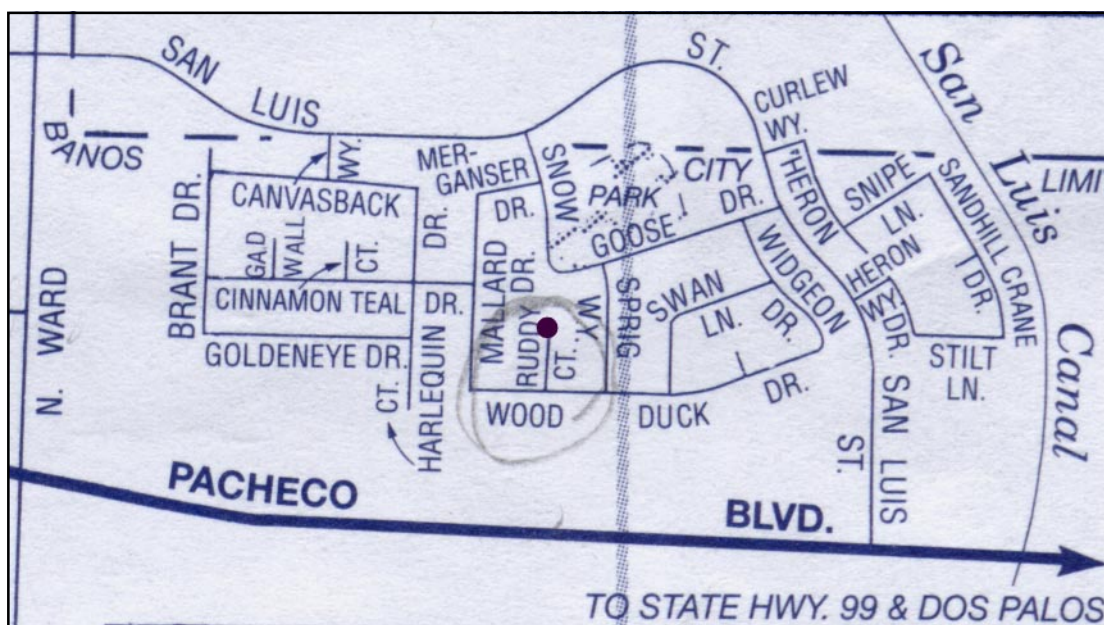 SAN LUIS ST.
BANOS
CITY
LIMI
San Luis Canal
CURLEW WY.
WY.
MER-
GANSER DR.
SNOW GOOSE DR.
PARK
HERON WY.
HERON DR.
SNIPE LN.
SANDHILL CRANE DR.
CANVASBACK DR.
BRANT DR.
GAD
WALL CT.
CINNAMON TEAL DR.
GOLDENEYE DR.
HARLEQUIN CT.
MALLARD DR.
RUDDY CT.
SPRIG WY.
SWAN LN.
WIDGEON DR.
STILT
LN.
N. WARD
WOOD DUCK DR.
SAN LUIS ST.
PACHECO BLVD.
TO STATE HWY. 99 & DOS PALOS